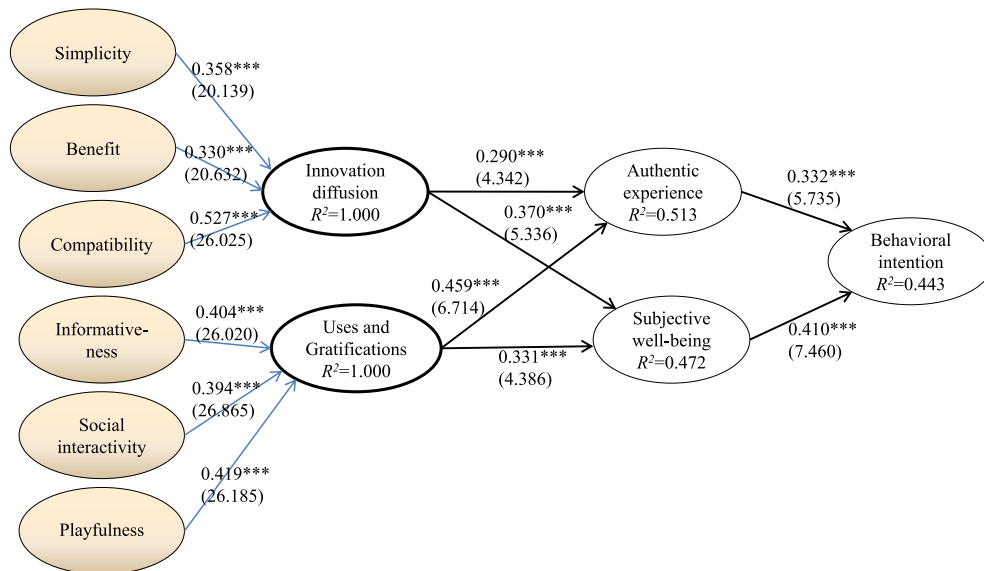 Simplicity
0.358***
(20.139)
Benefit
0.330***
(20.632)
Compatibility
0.527***
(26.025)
Informative-
ness
0.404***
(26.020)
Social
interactivity
0.394***
(26.865)
Playfulness
0.419***
(26.185)
Innovation
diffusion
R²=1.000
Uses and
Gratifications
R²=1.000
0.290***
(4.342)
0.370***
(5.336)
0.459***
(6.714)
0.331***
(4.386)
Authentic
experience
R²=0.513
Subjective
well-being
R²=0.472
0.332***
(5.735)
0.410***
(7.460)
Behavioral
intention
R²=0.443